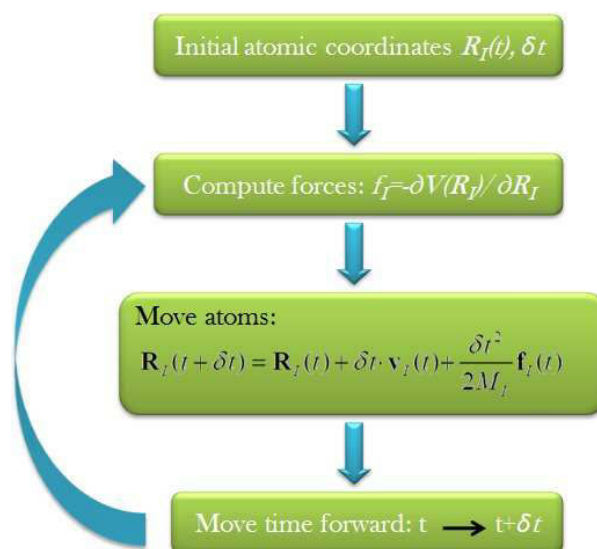 Initial atomic coordinates R_I(t), δt
Compute forces: f_I=-∂V(R_I)/∂R_I
Move atoms:
R_I(t + δt) = R_I(t) + δt · v_I(t) + δt²/2M_I f_I(t)
Move time forward: t → t+δt